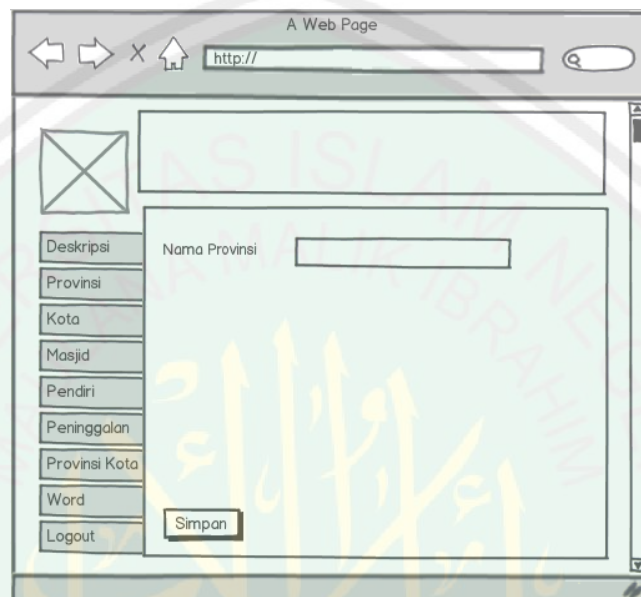 A Web Page
http://
Deskripsi
Provinsi
Kota
Masjid
Pendiri
Peninggalan
Provinsi Kota
Word
Logout
Nama Provinsi
Simpan